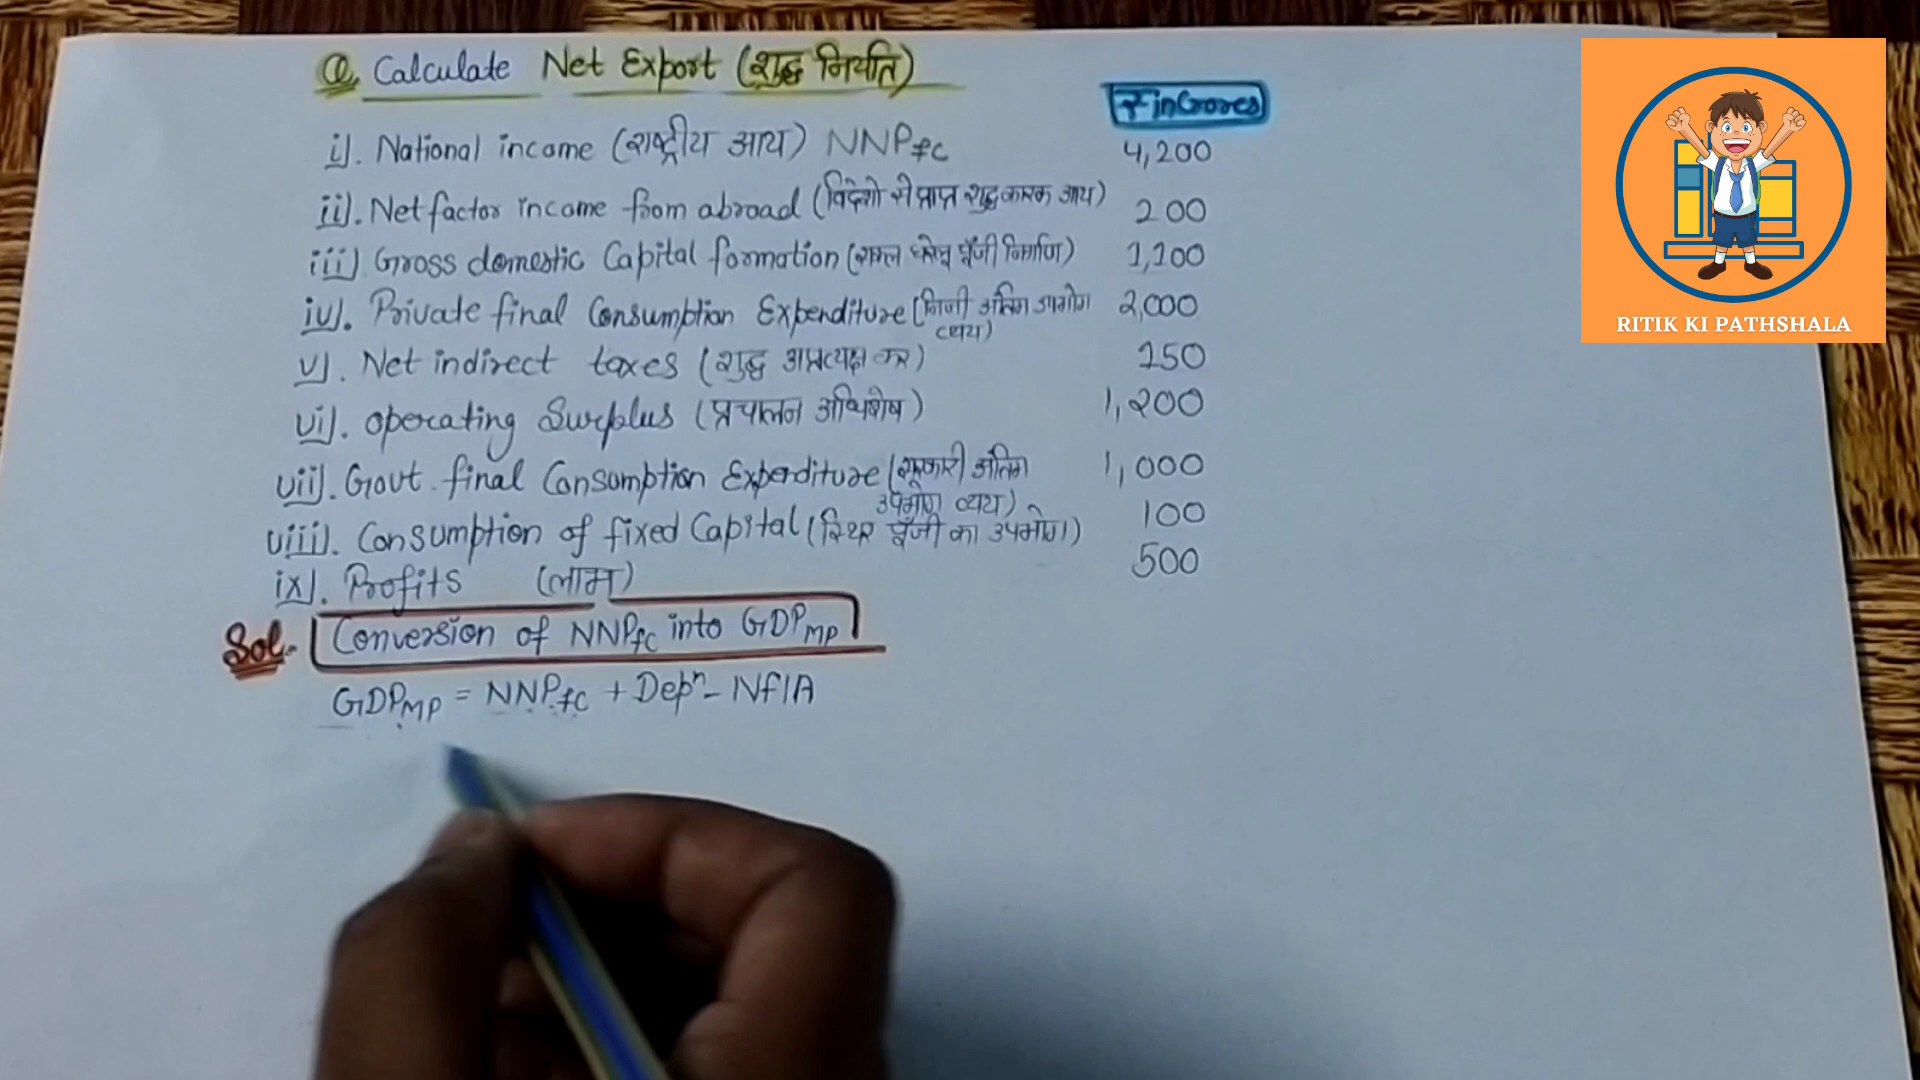 Q. Calculate Net Export (शुद्ध निर्यात)
₹ in Crores
i). National income (राष्ट्रीय आय) NNPfc 4,200
ii). Net factor income from abroad (विदेशो से प्राप्त शुद्ध कारक आय) 200
iii). Gross domestic Capital formation (सकल घरेलू पूँजी निर्माण) 1,100
iv). Private final Consumption Expenditure (निजी अंतिम उपभोग व्यय) 2,000
v). Net indirect taxes (शुद्ध अप्रत्यक्ष कर) 150
vi). Operating Surplus (प्रचालन अधिशेष) 1,200
vii). Govt. final Consumption Expenditure (सरकारी अंतिम उपभोग व्यय) 1,000
viii). Consumption of fixed Capital (स्थिर पूँजी का उपभोग) 100
ix). Profits (लाभ) 500
Sol. Conversion of NNPfc into GDPMP
GDPMP = NNPfc + Depn - NFIA
RITIK KI PATHSHALA